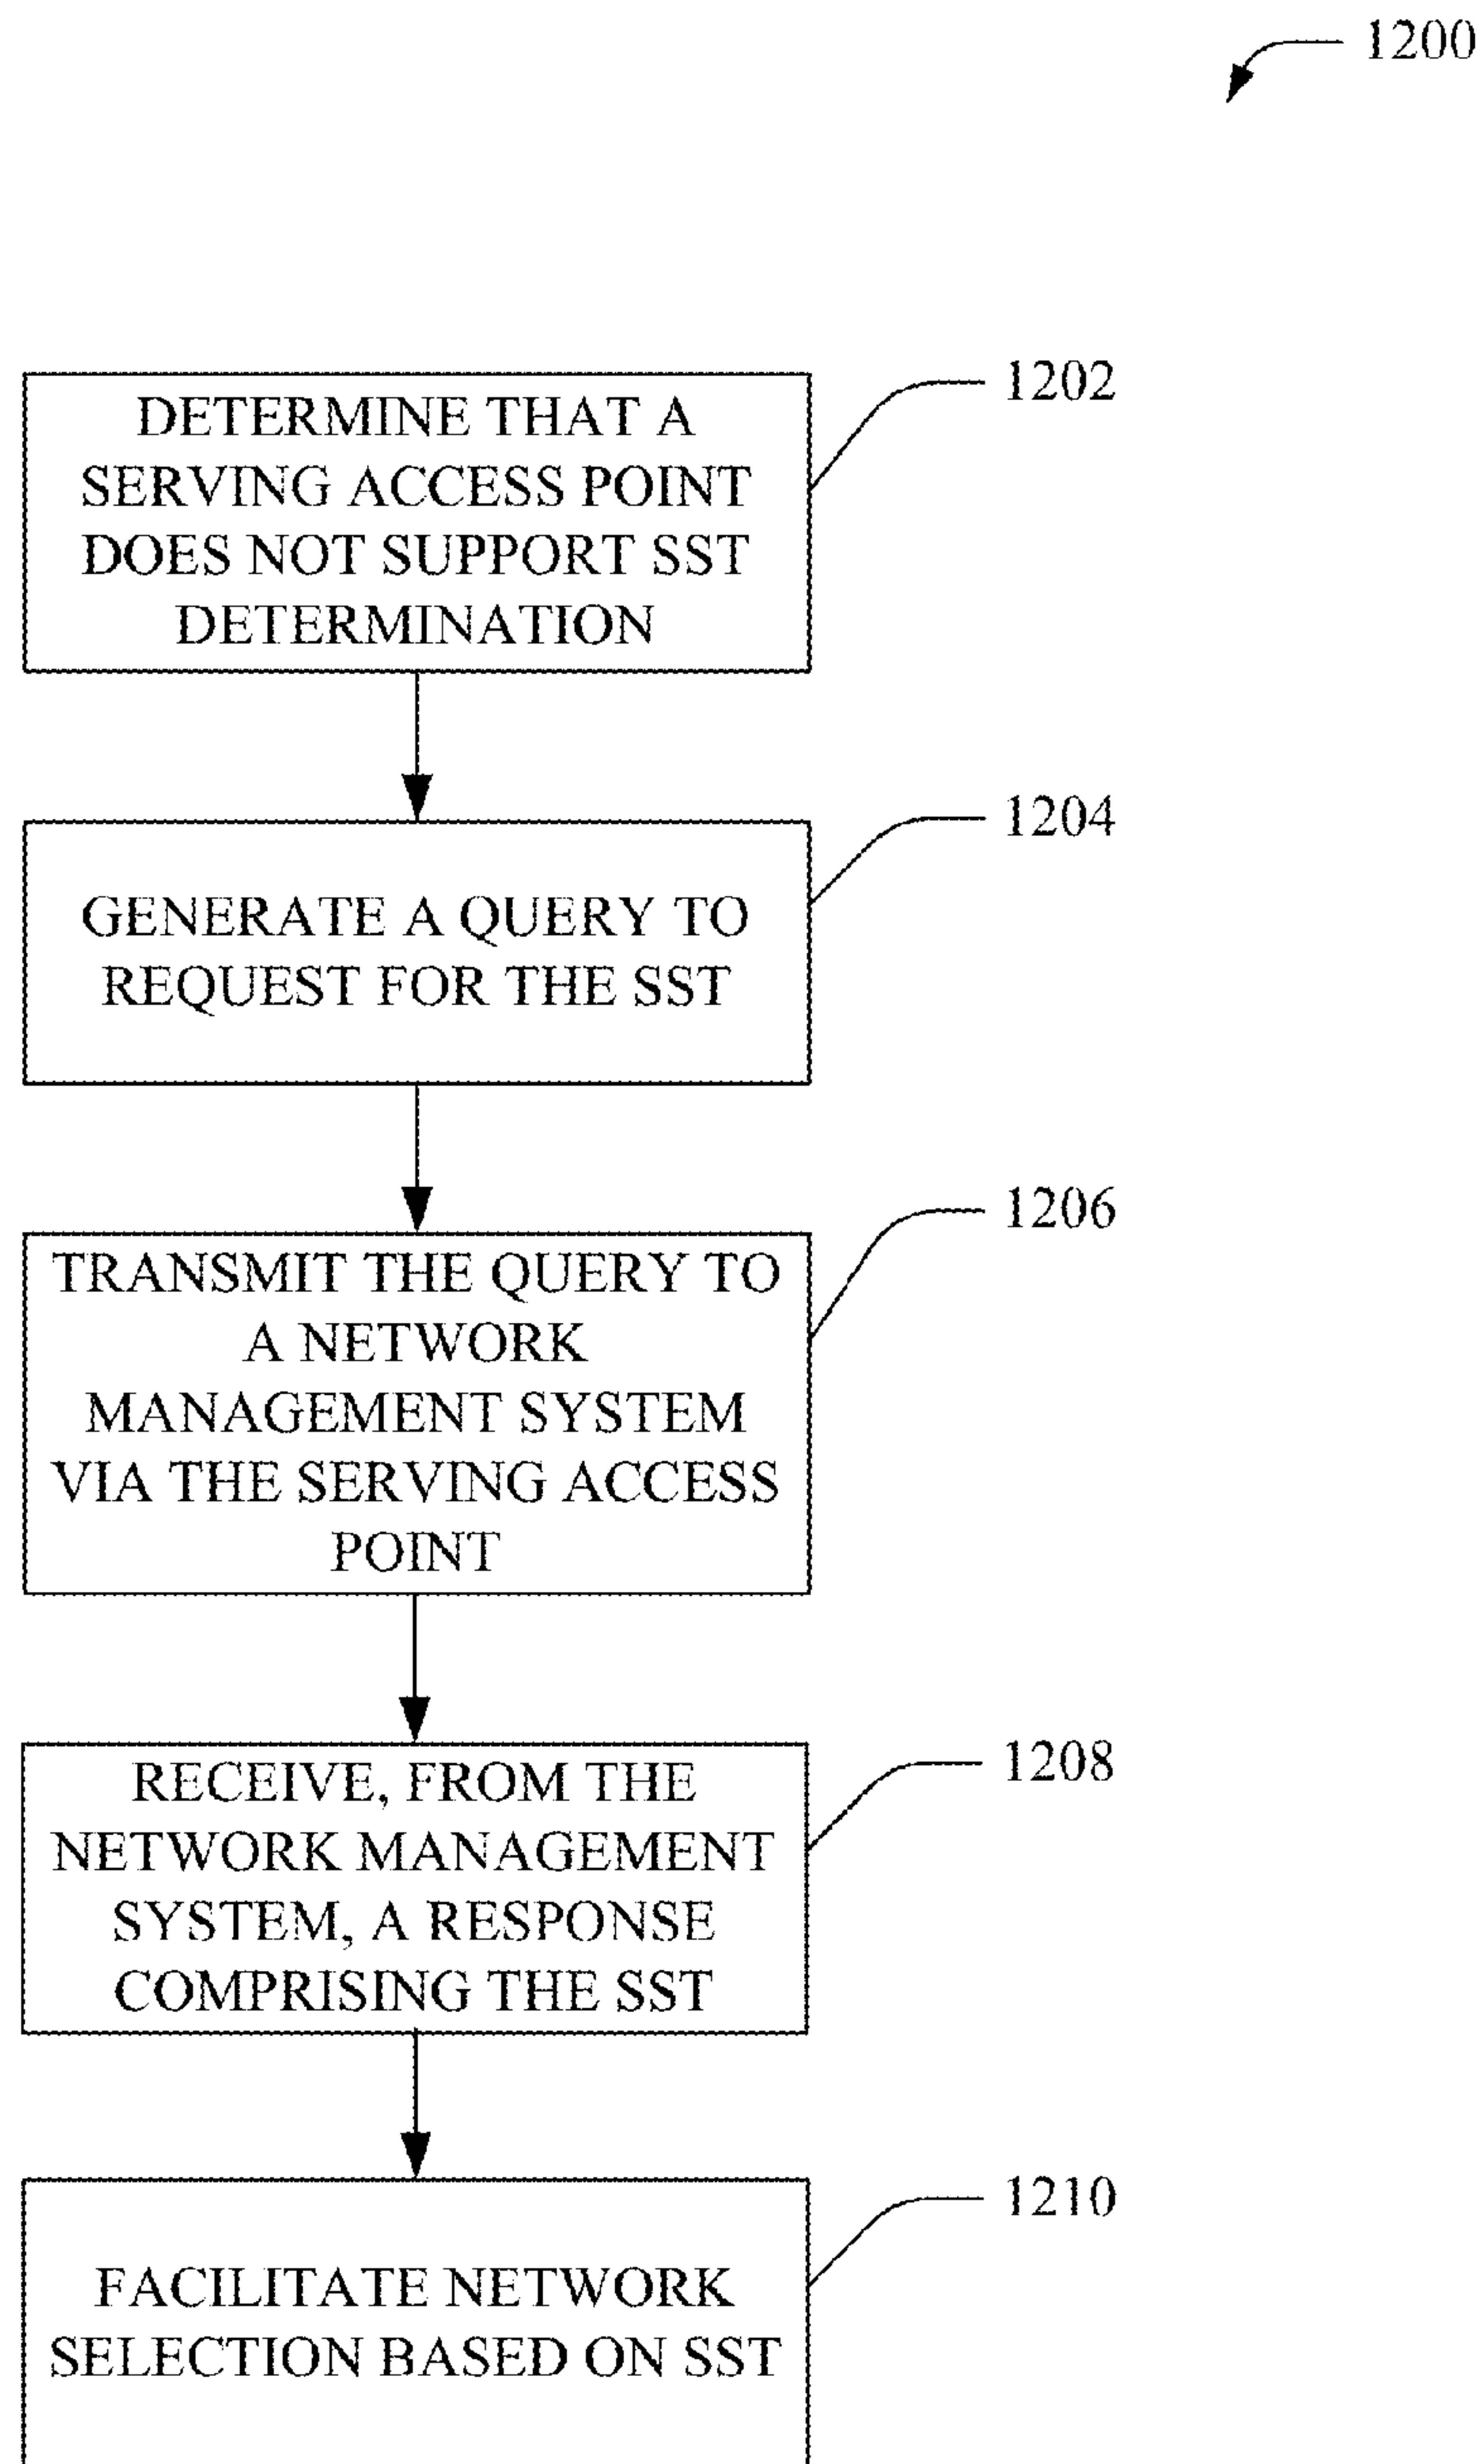 1200
1202
DETERMINE THAT A
SERVING ACCESS POINT
DOES NOT SUPPORT SST
DETERMINATION
1204
GENERATE A QUERY TO
REQUEST FOR THE SST
1206
TRANSMIT THE QUERY TO
A NETWORK
MANAGEMENT SYSTEM
VIA THE SERVING ACCESS
POINT
1208
RECEIVE, FROM THE
NETWORK MANAGEMENT
SYSTEM, A RESPONSE
COMPRISING THE SST
1210
FACILITATE NETWORK
SELECTION BASED ON SST